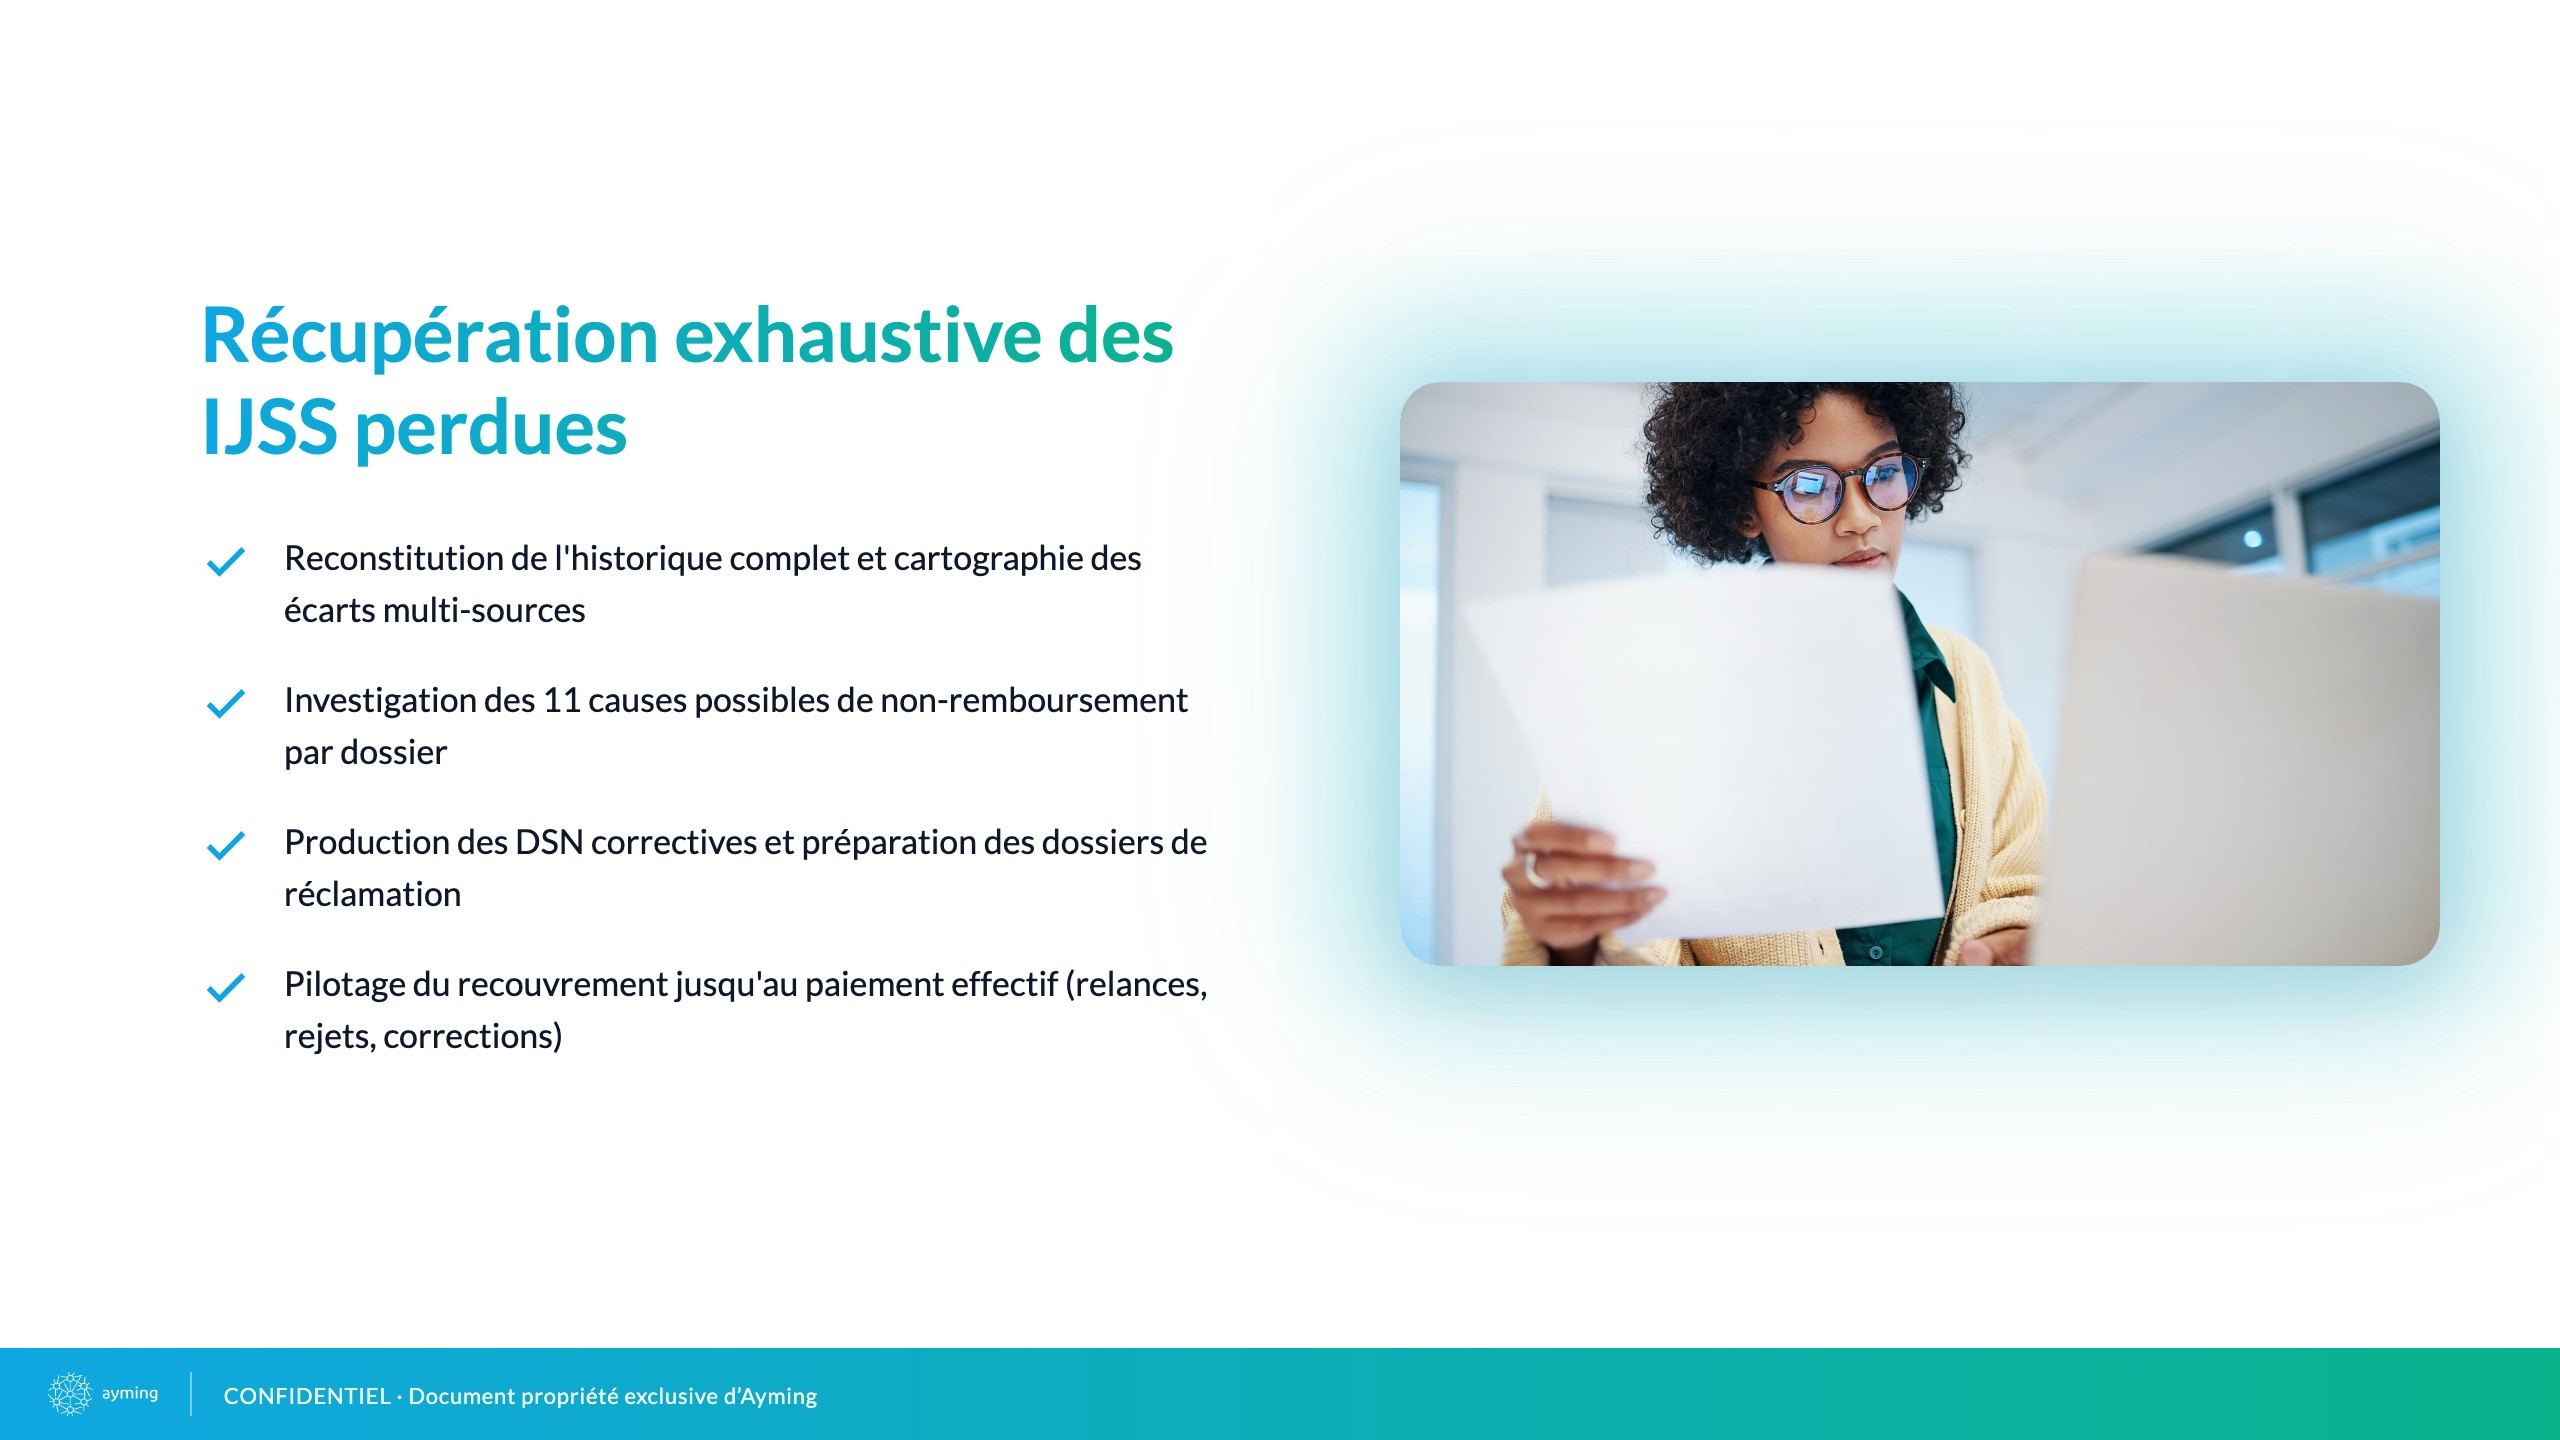 Récupération exhaustive des
IJSS perdues
Reconstitution de l'historique complet et cartographie des
écarts multi-sources
Investigation des 11 causes possibles de non-remboursement
par dossier
Production des DSN correctives et préparation des dossiers de
réclamation
Pilotage du recouvrement jusqu'au paiement effectif (relances,
rejets, corrections)
ayming
CONFIDENTIEL · Document propriété exclusive d’Ayming